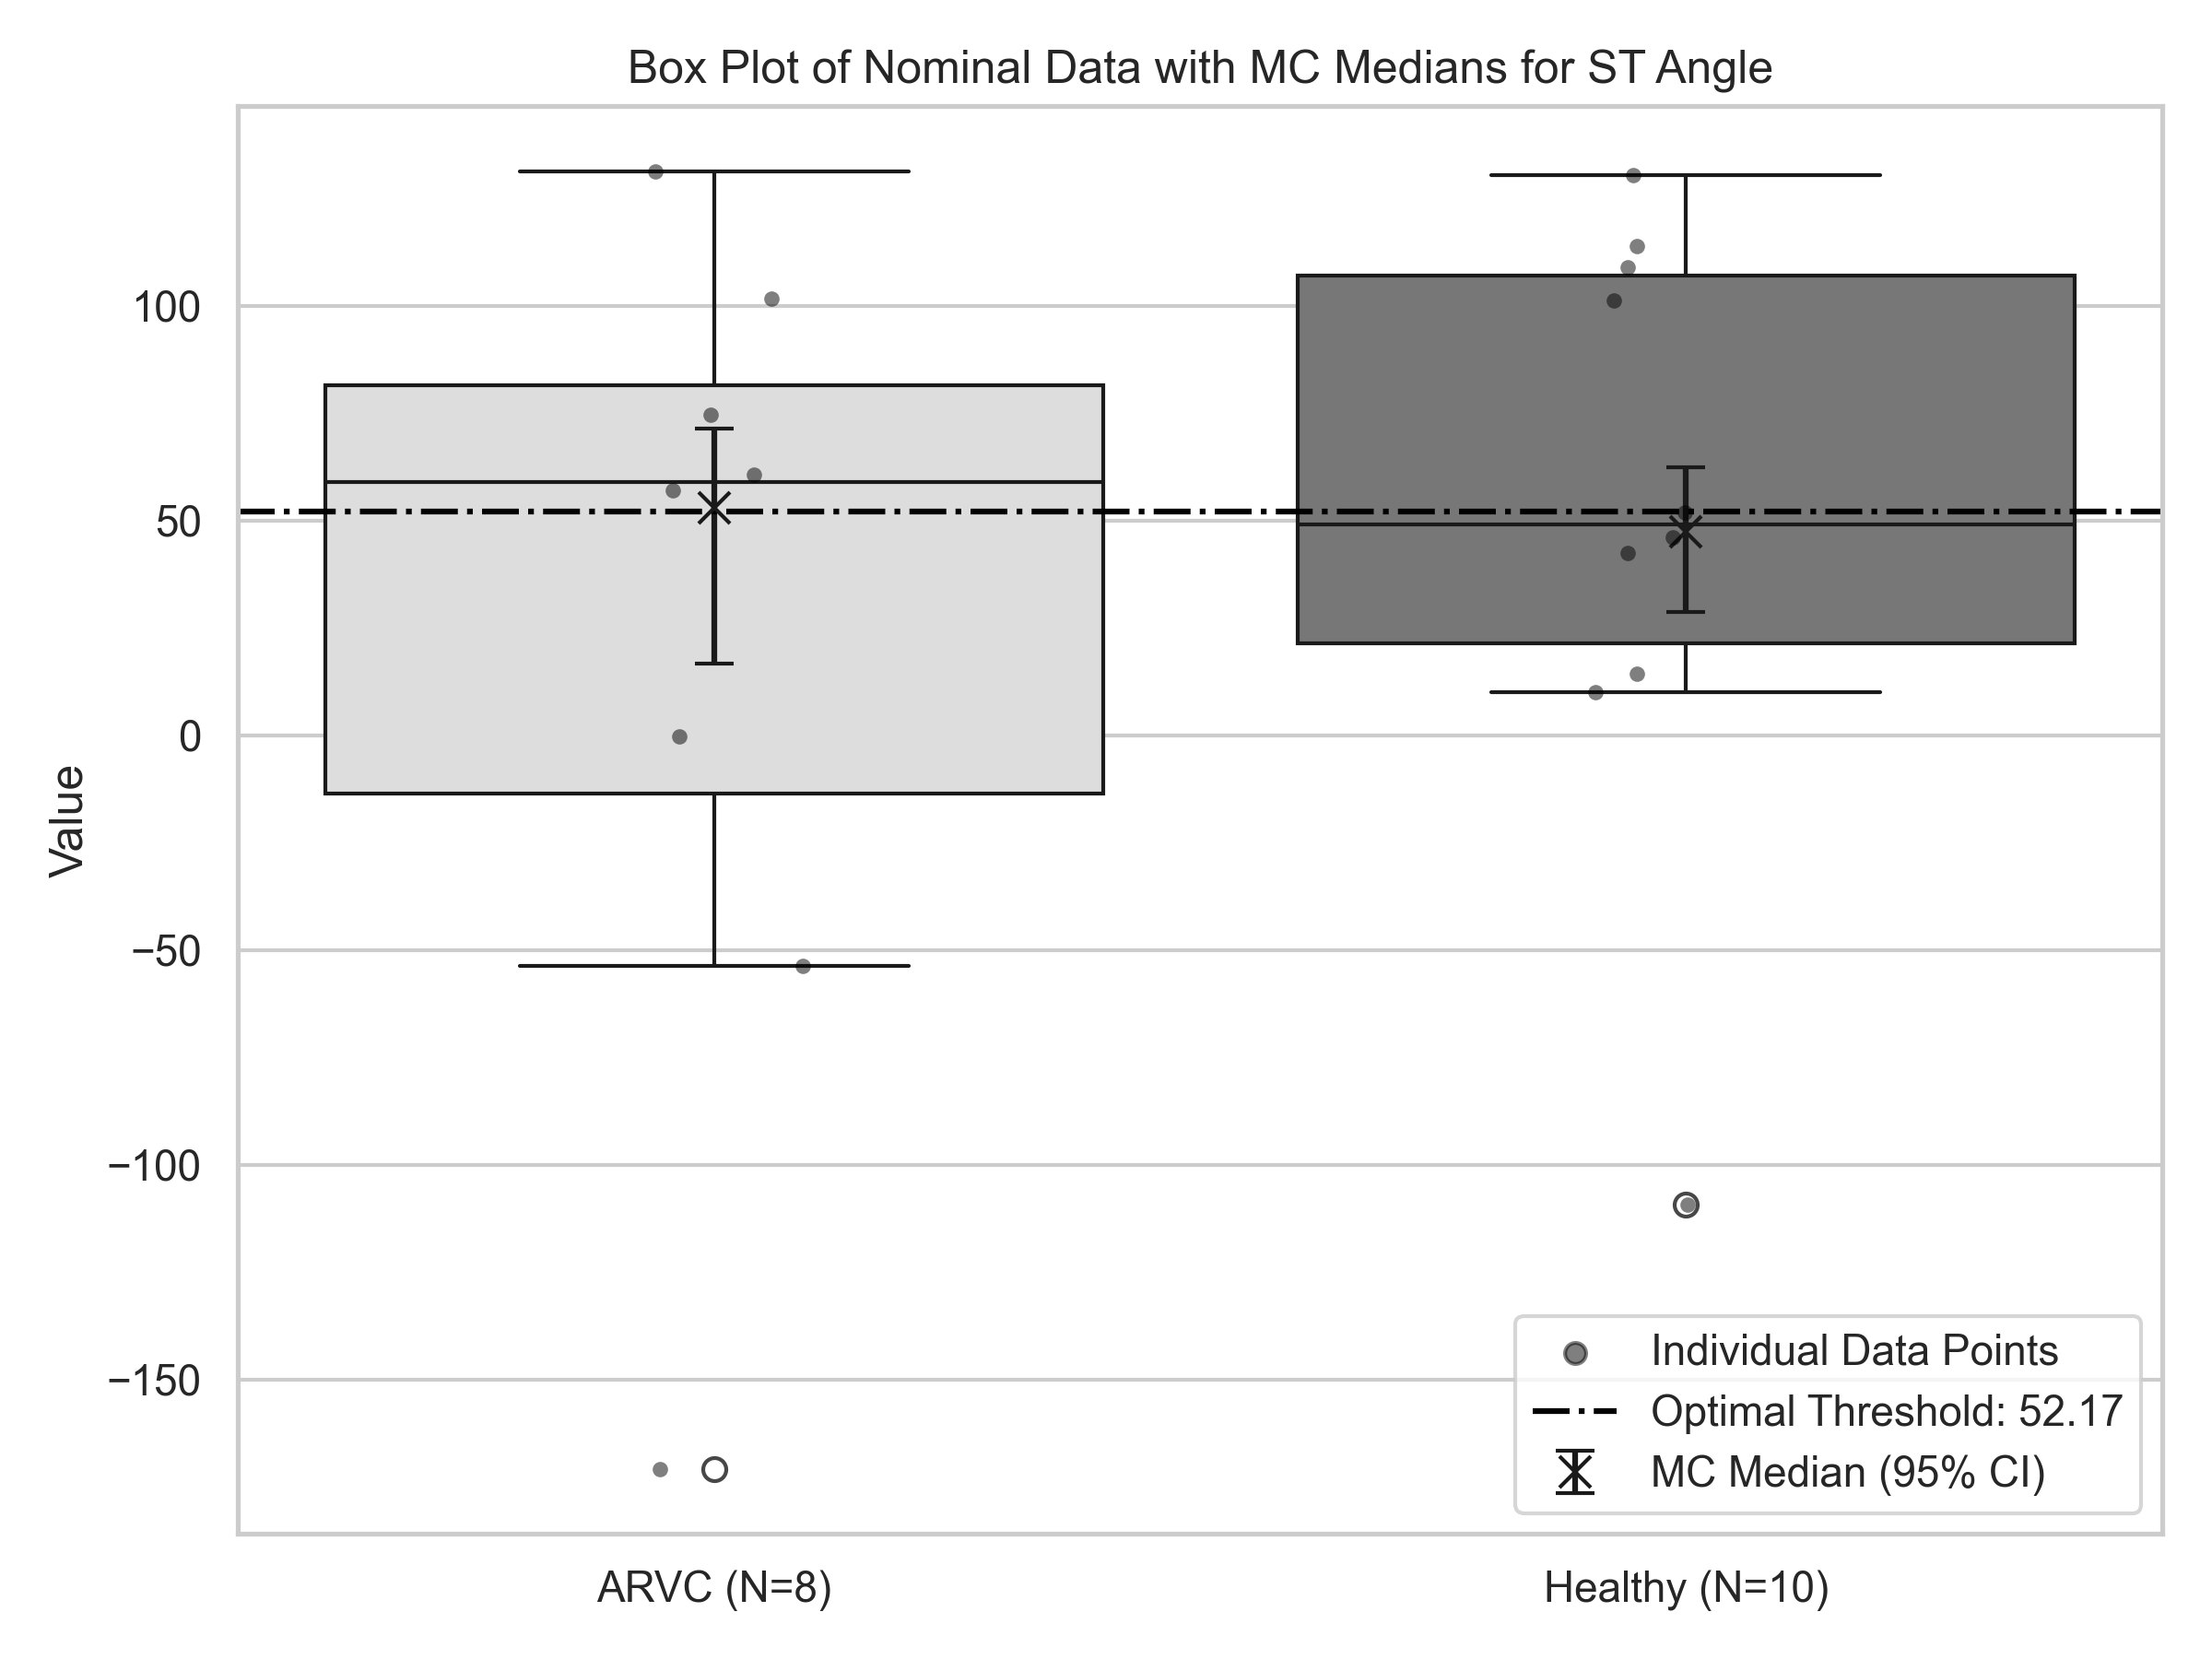 Box Plot of Nominal Data with MC Medians for ST Angle
Value
100
50
0
−50
−100
−150
Individual Data Points
Optimal Threshold: 52.17
MC Median (95% CI)
ARVC (N=8)
Healthy (N=10)